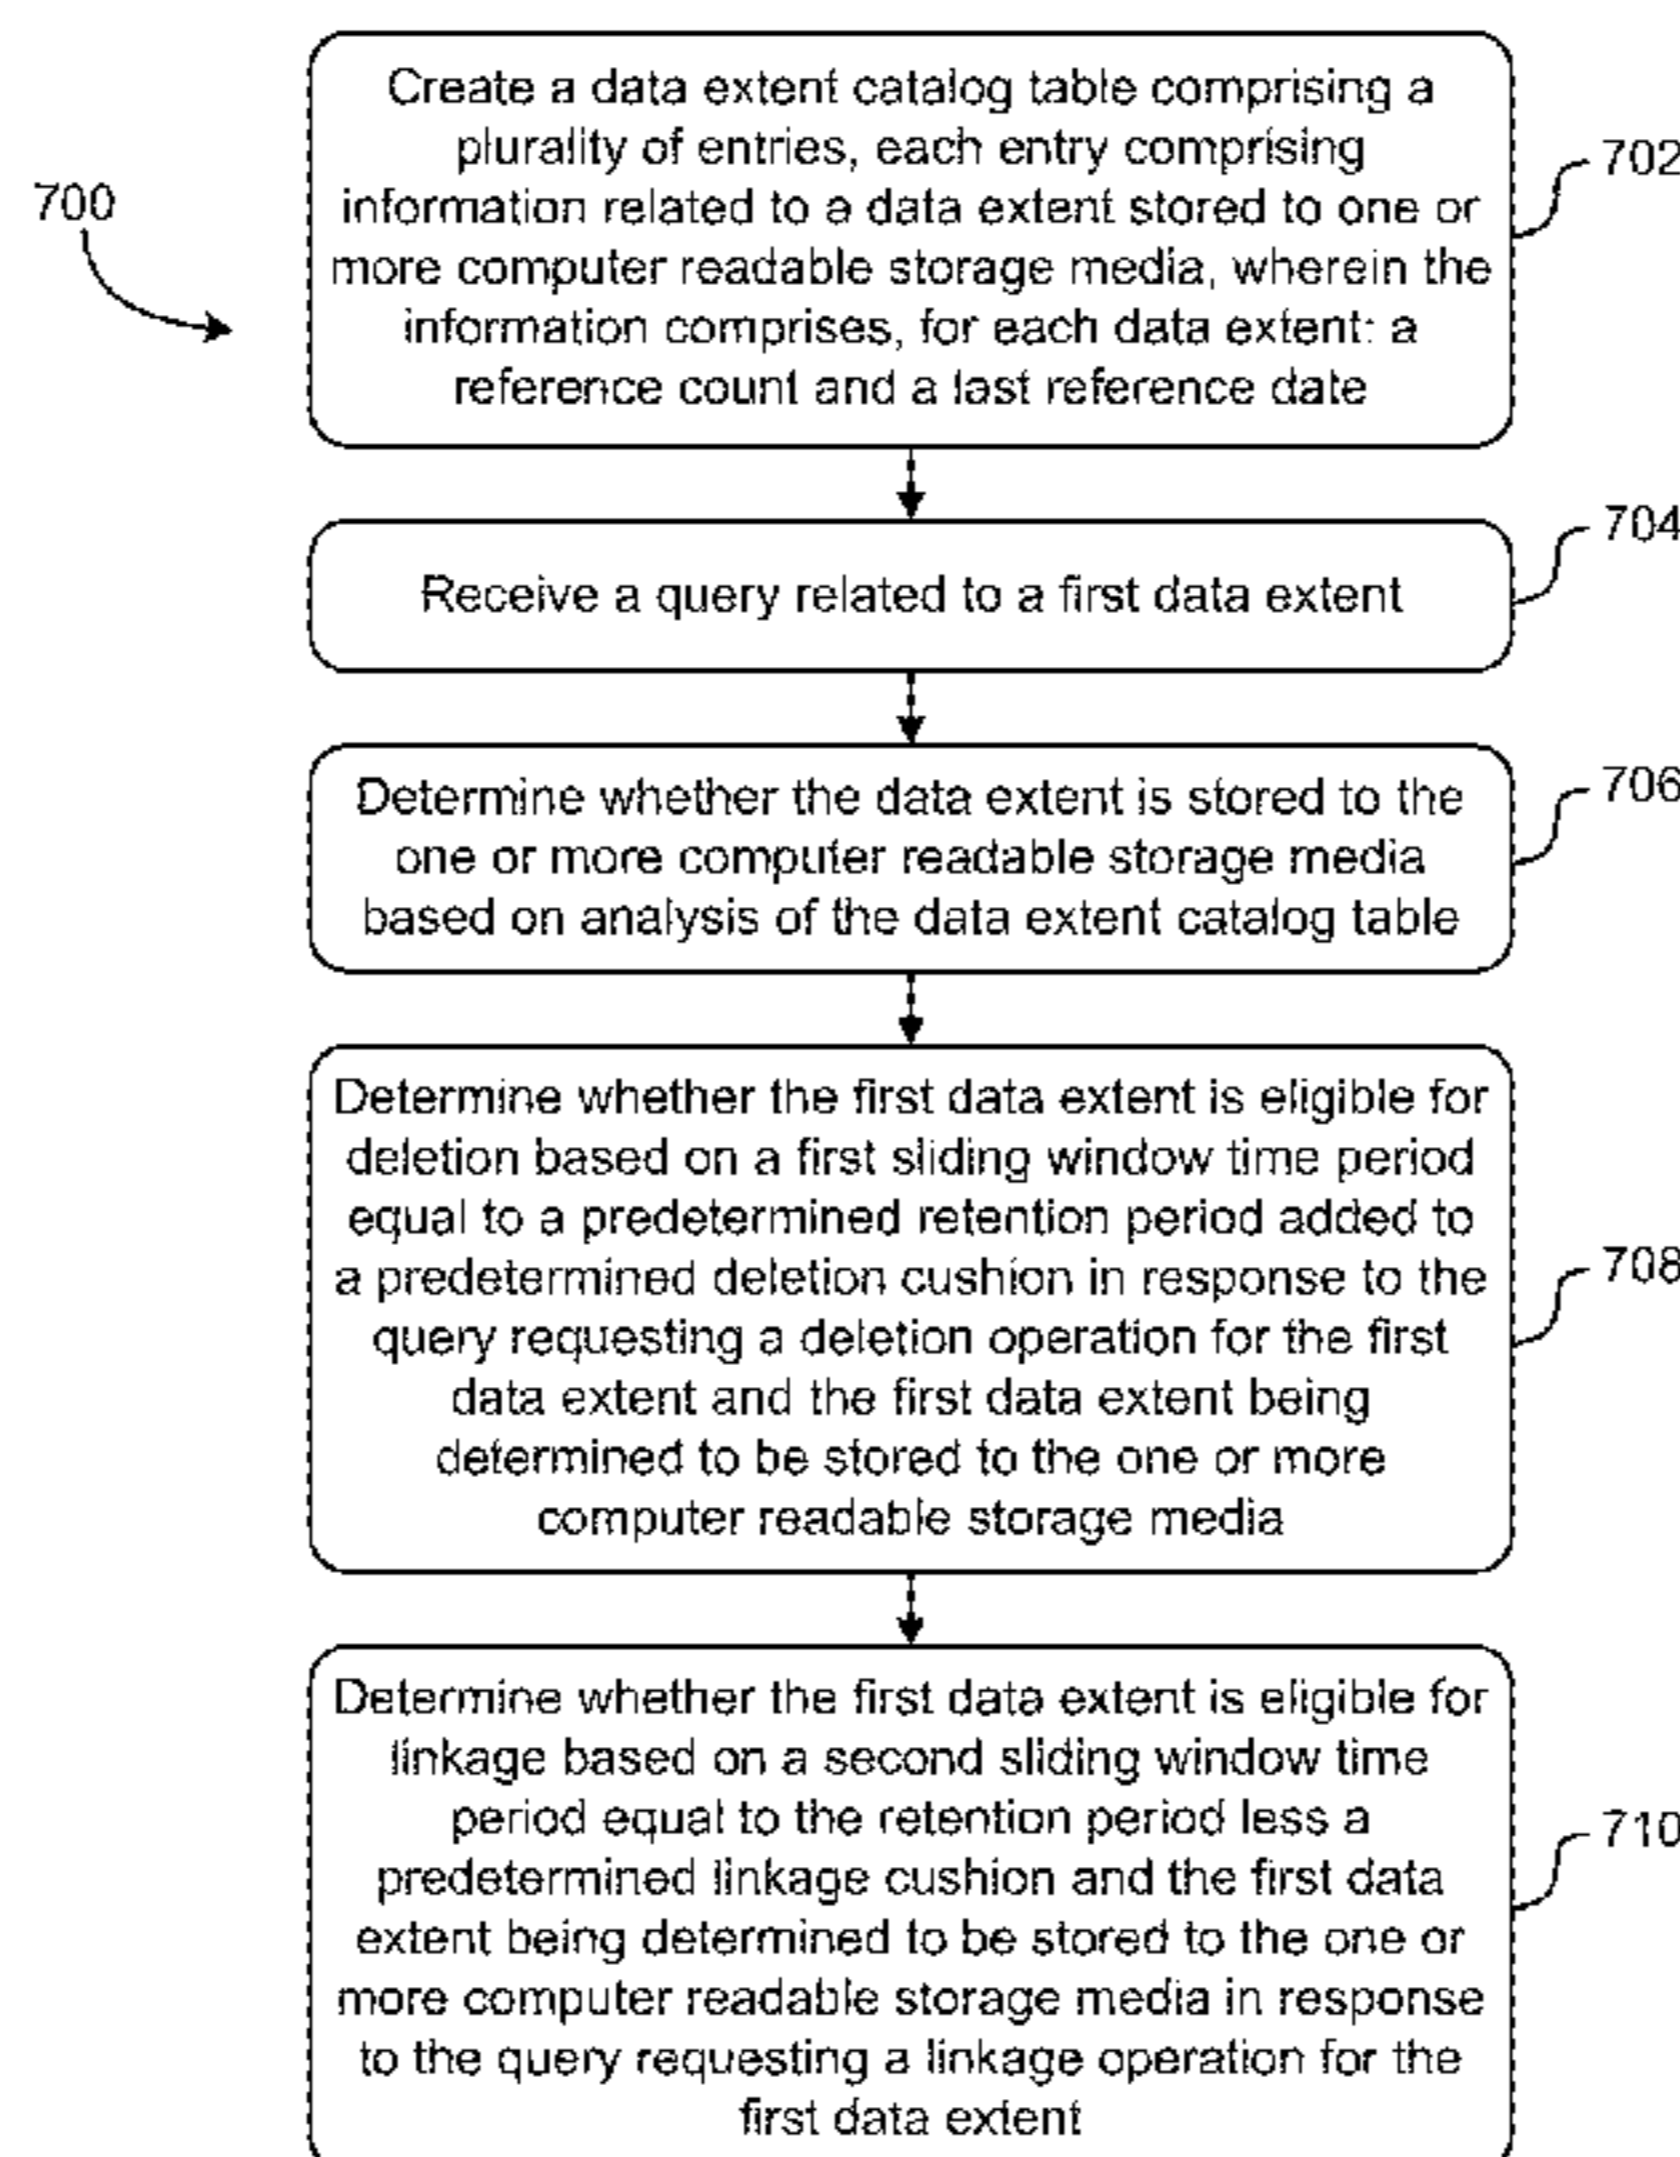 700
Create a data extent catalog table comprising a
plurality of entries, each entry comprising
information related to a data extent stored to one or
more computer readable storage media, wherein the
information comprises, for each data extent: a
reference count and a last reference date
702
Receive a query related to a first data extent
704
Determine whether the data extent is stored to the
one or more computer readable storage media
based on analysis of the data extent catalog table
706
Determine whether the first data extent is eligible for
deletion based on a first sliding window time period
equal to a predetermined retention period added to
a predetermined deletion cushion in response to the
query requesting a deletion operation for the first
data extent and the first data extent being
determined to be stored to the one or more
computer readable storage media
708
Determine whether the first data extent is eligible for
linkage based on a second sliding window time
period equal to the retention period less a
predetermined linkage cushion and the first data
extent being determined to be stored to the one or
more computer readable storage media in response
to the query requesting a linkage operation for the
first data extent
710